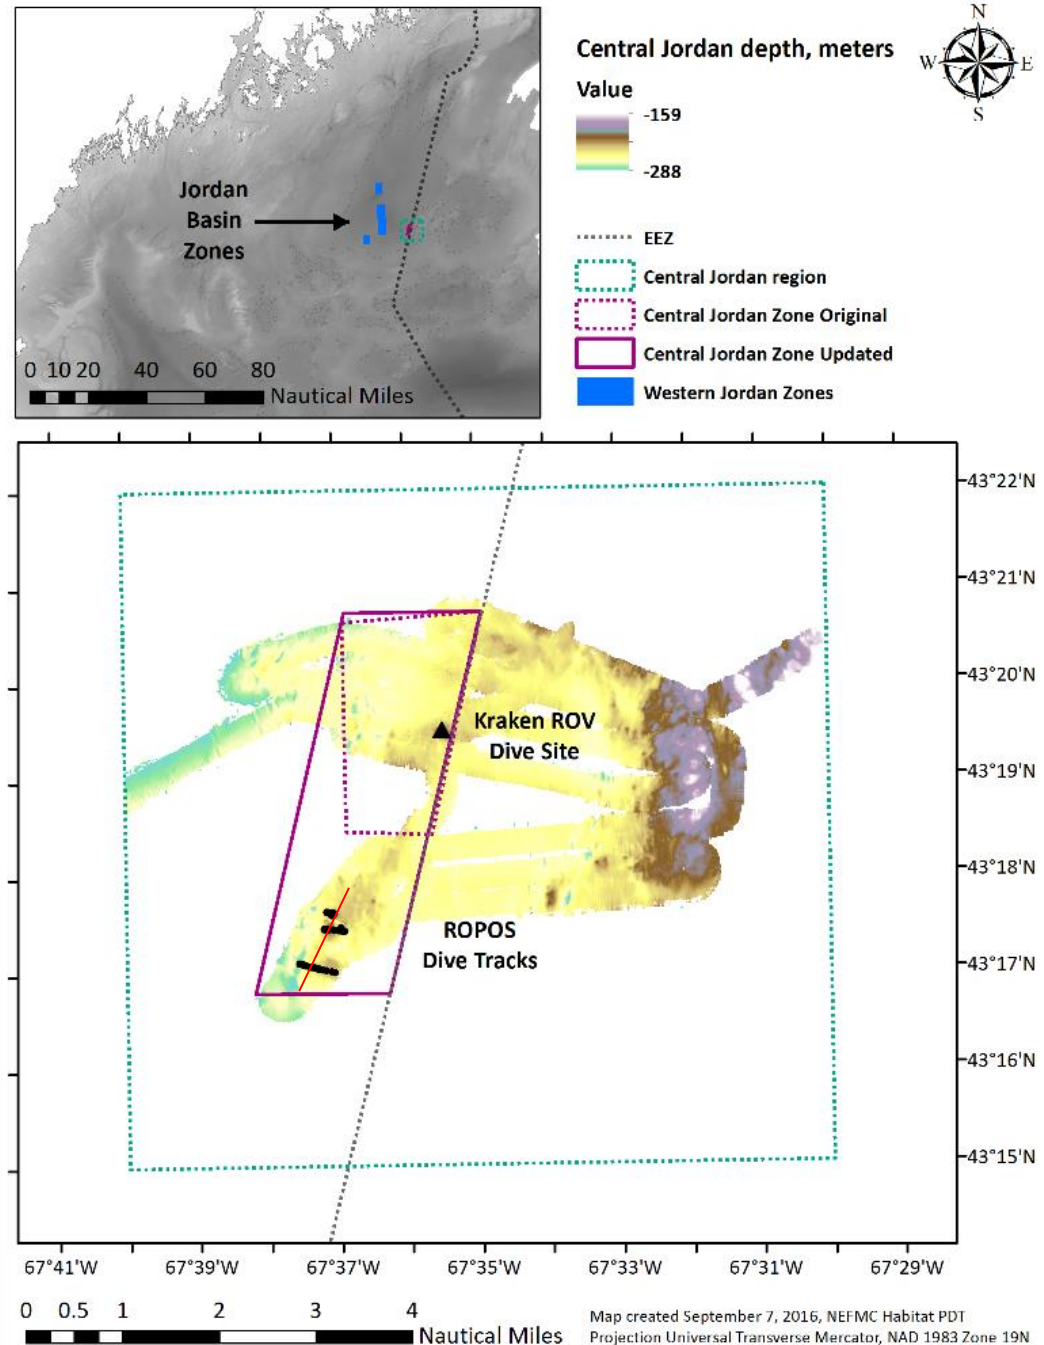 Central Jordan depth, meters
Value
-159
-288
N
W
E
S
Jordan
Basin
Zones
EEZ
Central Jordan region
Central Jordan Zone Original
Central Jordan Zone Updated
Western Jordan Zones
0 10 20 40 60 80
Nautical Miles
43°22'N
43°21'N
43°20'N
43°19'N
43°18'N
43°17'N
43°16'N
43°15'N
Kraken ROV
Dive Site
ROPOS
Dive Tracks
67°41'W 67°39'W 67°37'W 67°35'W 67°33'W 67°31'W 67°29'W
0 0.5 1 2 3 4
Nautical Miles
Map created September 7, 2016, NEFMC Habitat PDT
Projection Universal Transverse Mercator, NAD 1983 Zone 19N